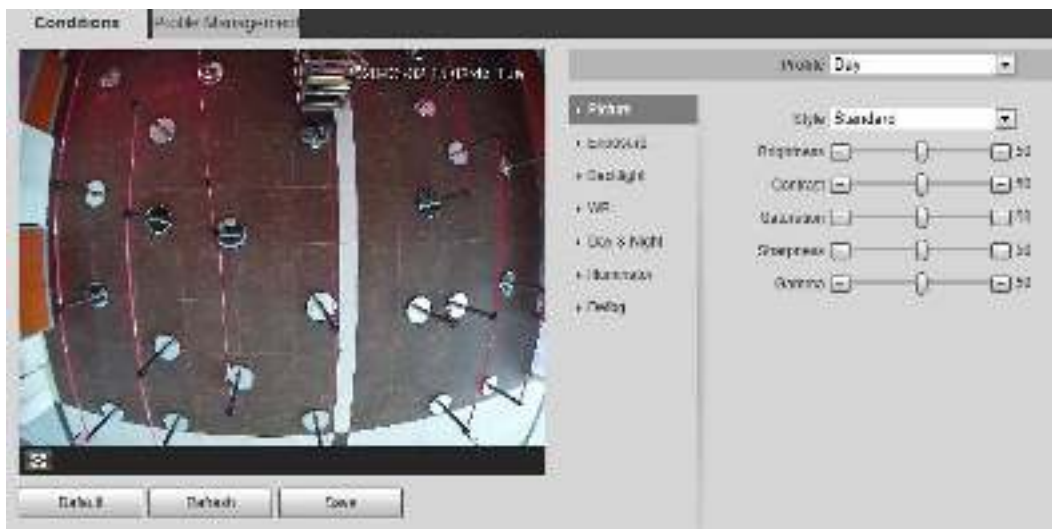 Conditions
Profile Management
Profile Day
Picture
Exposure
Backlight
WB
Day & Night
Illuminator
Defog
Style Standard
Brightness 50
Contrast 50
Saturation 50
Sharpness 50
Gamma 50
Default
Refresh
Save